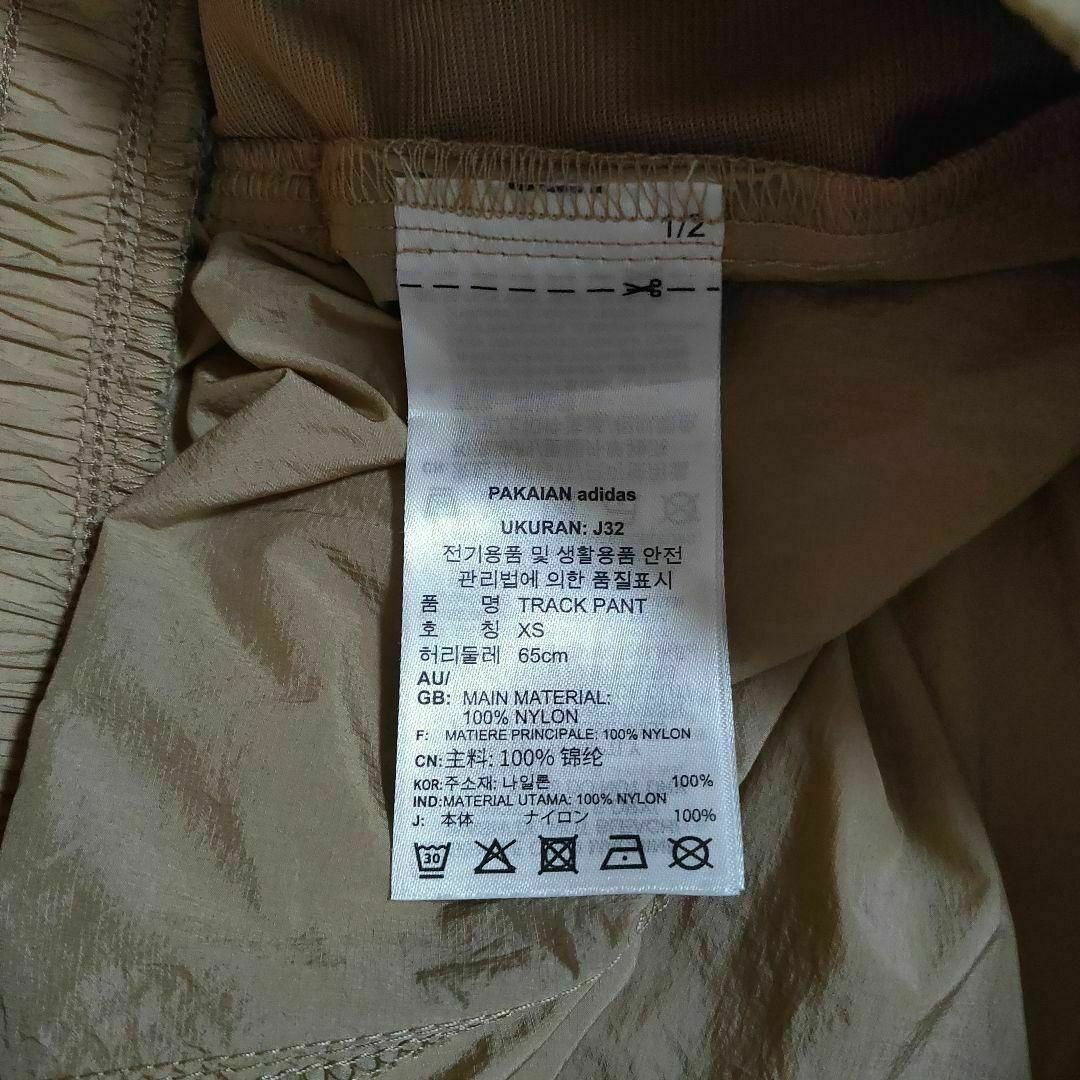 1/2
PAKAIAN adidas
UKURAN: J32
전기용품 및 생활용품 안전
관리법에 의한 품질표시
품 명 TRACK PANT
호 칭 XS
허리둘레 65cm
AU/
GB: MAIN MATERIAL:
100% NYLON
F: MATIERE PRINCIPALE: 100% NYLON
CN: 主料: 100% 锦纶
KOR: 주소재: 나일론 100%
IND: MATERIAL UTAMA: 100% NYLON
J: 本体 ナイロン 100%
30